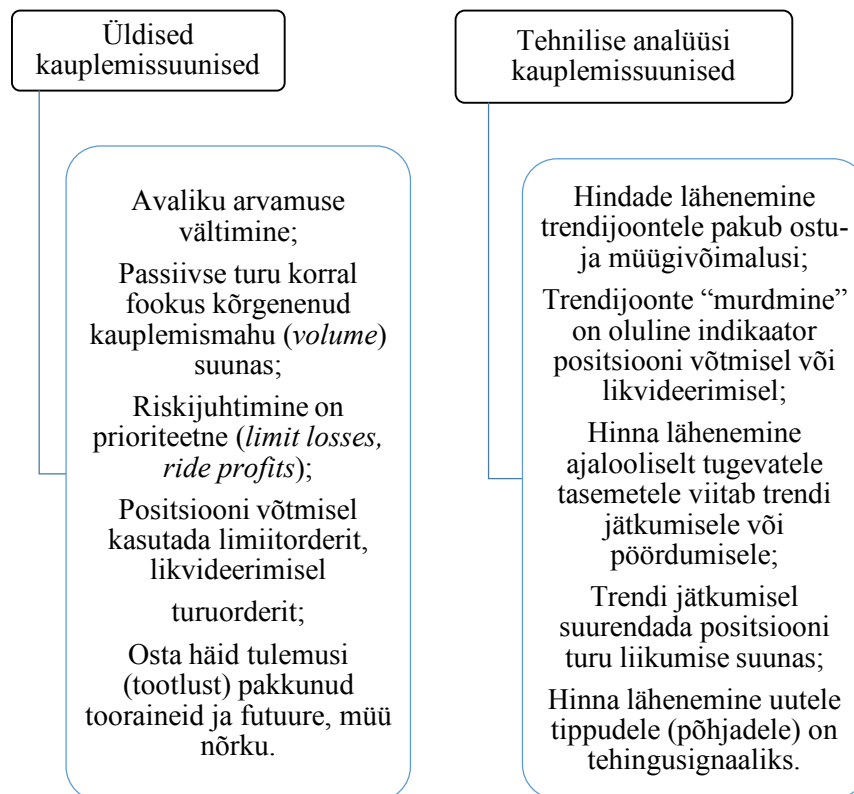 Üldised
kauplemissuunised
Avaliku arvamuse
vältimine;
Passiivse turu korral
fookus kõrgenenud
kauplemismahu (volume)
suunas;
Riskijuhtimine on
prioriteetne (limit losses,
ride profits);
Positsiooni võtmisel
kasutada limiitorderit,
likvideerimisel
turuorderit;
Osta häid tulemusi
(tootlust) pakkunud
tooraineid ja futuure, müü
nõrku.
Tehnilise analüüsi
kauplemissuunised
Hindade lähenemine
trendijoontele pakub ostu-
ja müügivõimalusi;
Trendijoonte “murdmine”
on oluline indikaator
positsiooni võtmisel või
likvideerimisel;
Hinna lähenemine
ajalooliselt tugevatele
tasemetele viitab trendi
jätkumisele või
pöördumisele;
Trendi jätkumisel
suurendada positsiooni
turu liikumise suunas;
Hinna lähenemine uutele
tippudele (põhjadele) on
tehingusignaaliks.